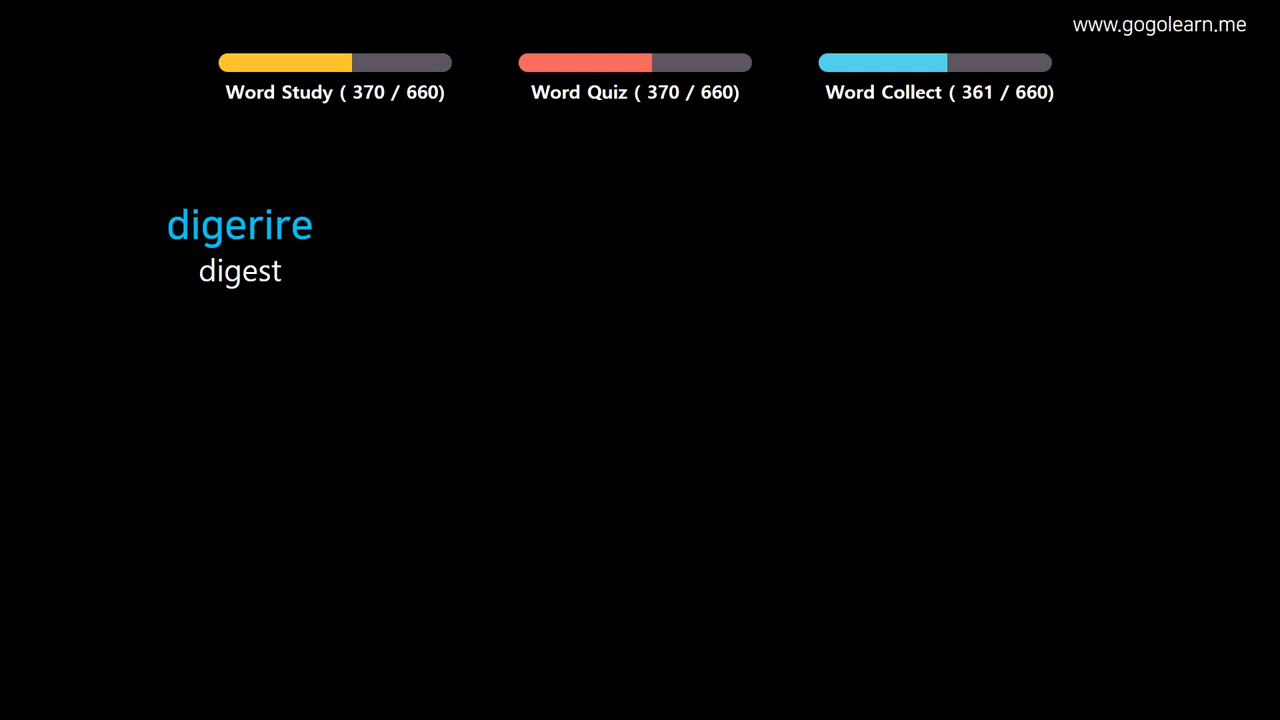 www.gogolearn.me
Word Study ( 370 / 660)
Word Quiz ( 370 / 660)
Word Collect ( 361 / 660)
digerire
digest